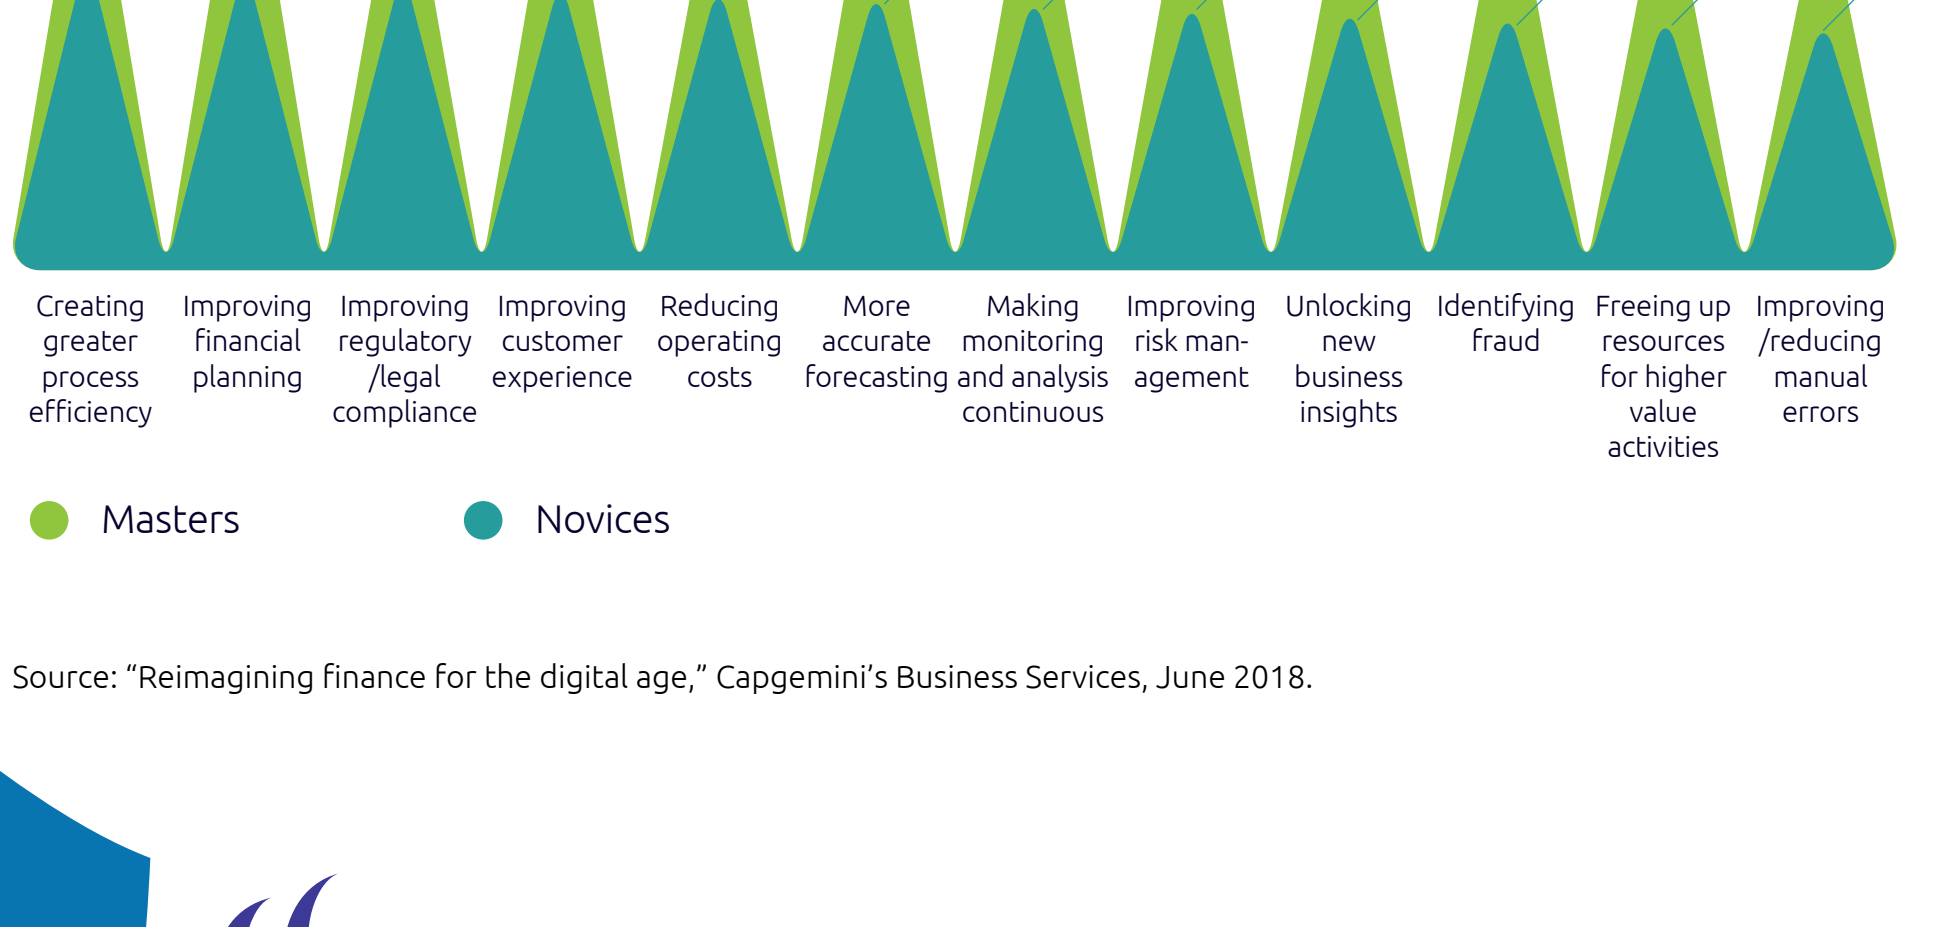 Creating
greater
process
efficiency
Improving
financial
planning
Improving
regulatory
/legal
compliance
Improving
customer
experience
Reducing
operating
costs
More
accurate
forecasting
Making
monitoring
and analysis
continuous
Improving
risk man-
agement
Unlocking
new
business
insights
Identifying
fraud
Freeing up
resources
for higher
value
activities
Improving
/reducing
manual
errors
Masters
Novices
Source: “Reimagining finance for the digital age,” Capgemini’s Business Services, June 2018.